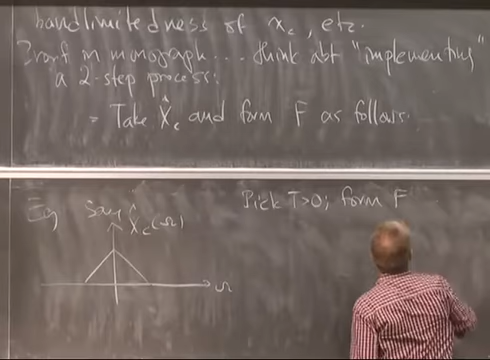 bandlimitedness of x_c, etc.
Proof in monograph... think abt "implementing"
a 2-step process:
- Take X̂_c and form F as follows:
Eg Say X̂_c(Ω)
Pick T>0; form F
Ω